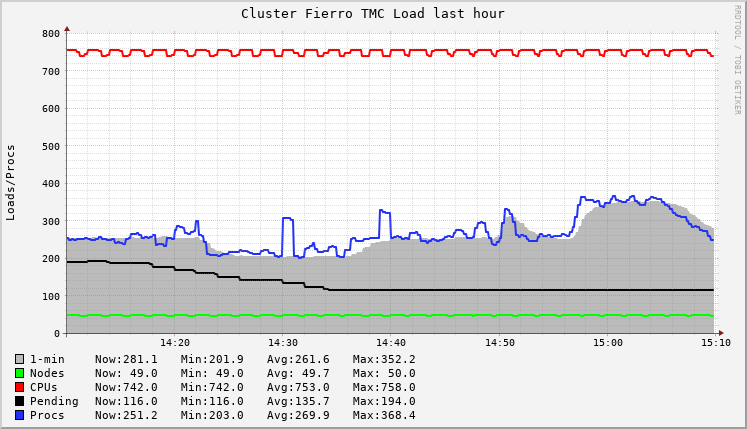 Cluster Fierro TMC Load last hour
RRDTOOL / TOBI OETIKER
Loads/Procs
800
700
600
500
400
300
200
100
0
14:20 14:30 14:40 14:50 15:00 15:10
1-min Now:281.1 Min:201.9 Avg:261.6 Max:352.2
Nodes Now: 49.0 Min: 49.0 Avg: 49.7 Max: 50.0
CPUs Now:742.0 Min:742.0 Avg:753.0 Max:758.0
Pending Now:116.0 Min:116.0 Avg:135.7 Max:194.0
Procs Now:251.2 Min:203.0 Avg:269.9 Max:368.4